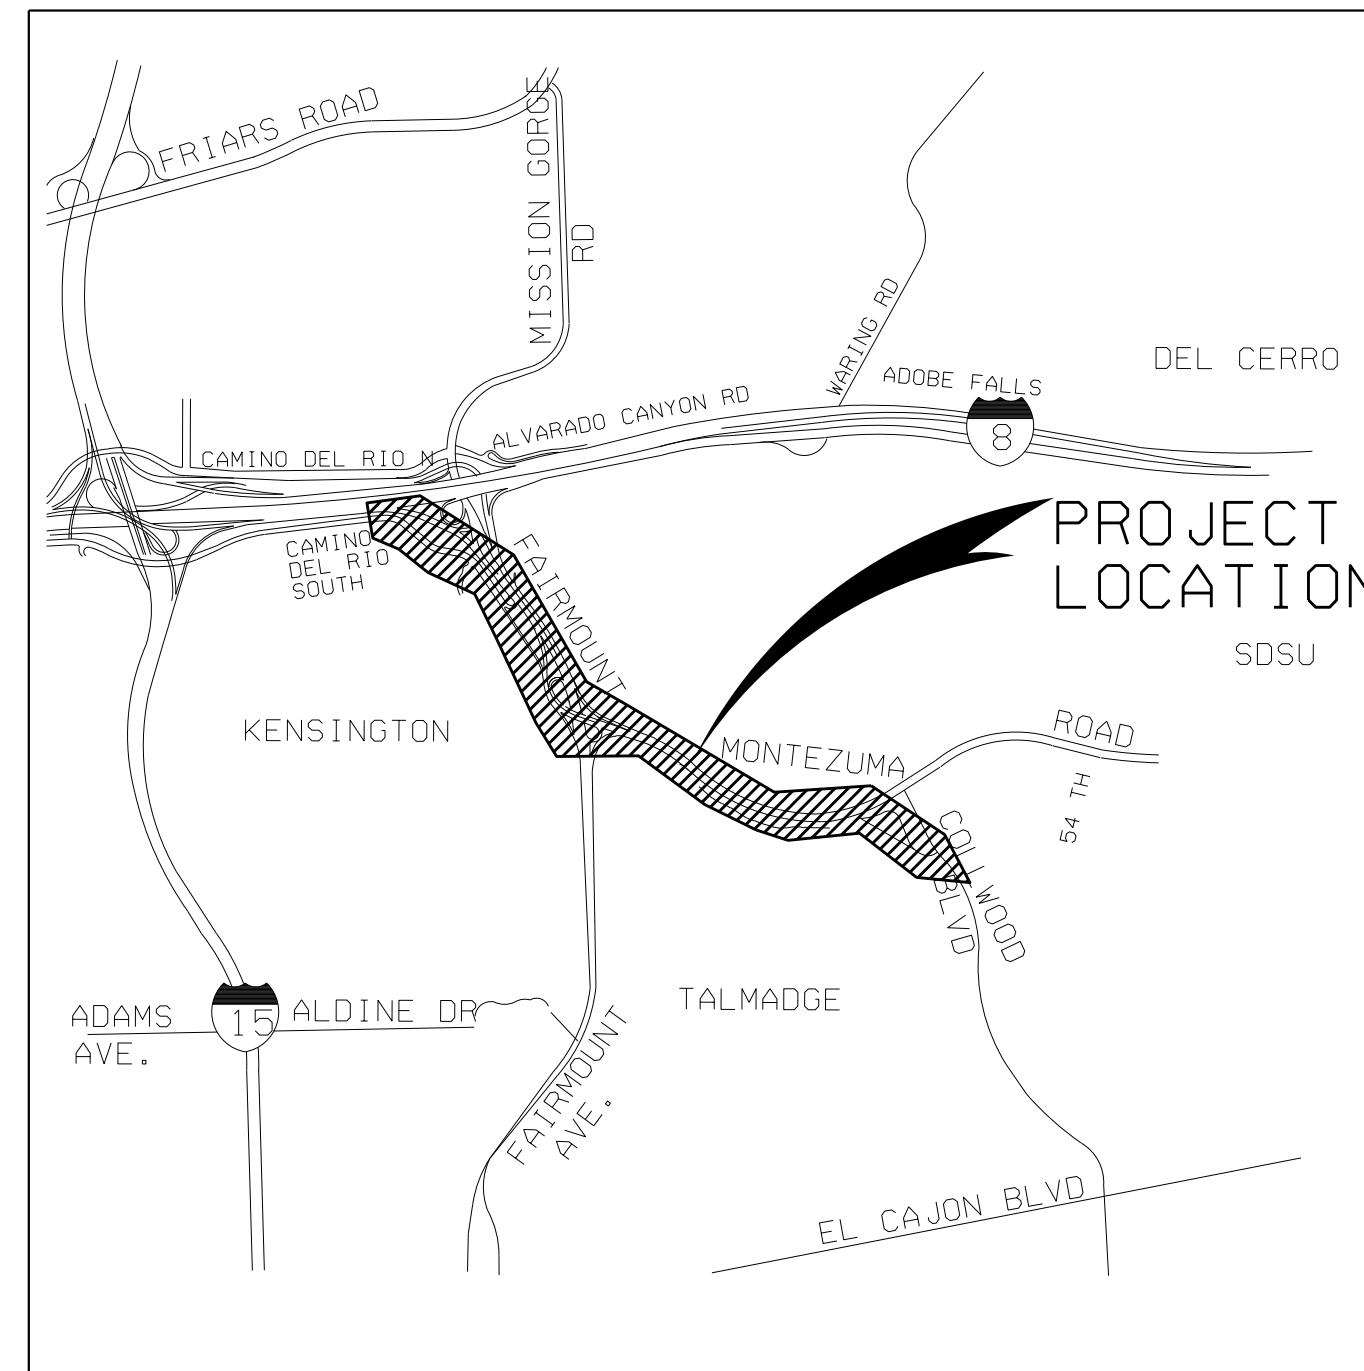 FRIARS ROAD
MISSION GORGE
RD
WARING RD
DEL CERRO
ADOBE FALLS
ALVARADO CANYON RD
8
CAMINO DEL RIO N
PROJECT
LOCATION
CAMINO
DEL RIO
SOUTH
FAIRMOUNT
SDSU
KENSINGTON
MONTEZUMA
ROAD
54 TH
COLLWOOD
BLVD
TALMADGE
ADAMS
AVE.
15
ALDINE DR
FAIRMOUNT
AVE.
EL CAJON BLVD